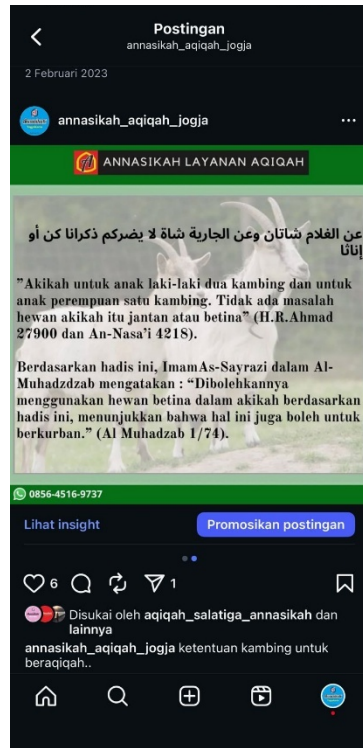 Postingan
annasikah_aqiqah_jogja
2 Februari 2023
annasikah_aqiqah_jogja
ANNASIKAH LAYANAN AQIQAH
عن الغلام شاتان وعن الجارية شاة لا يضركم ذكرانا كن أو
إناثا
"Akikah untuk anak laki-laki dua kambing dan untuk
anak perempuan satu kambing. Tidak ada masalah
hewan akikah itu jantan atau betina” (H.R.Ahmad
27900 dan An-Nasa’i 4218).
Berdasarkan hadis ini, ImamAs-Sayrazi dalam Al-
Muhadzdzab mengatakan : “Dibolehkannya
menggunakan hewan betina dalam akikah berdasarkan
hadis ini, menunjukkan bahwa hal ini juga boleh untuk
berkurban.” (Al Muhadzab 1/74).
0856-4516-9737
Lihat insight
Promosikan postingan
6
1
Disukai oleh aqiqah_salatiga_annasikah dan
lainnya
annasikah_aqiqah_jogja ketentuan kambing untuk
beraqiqah..